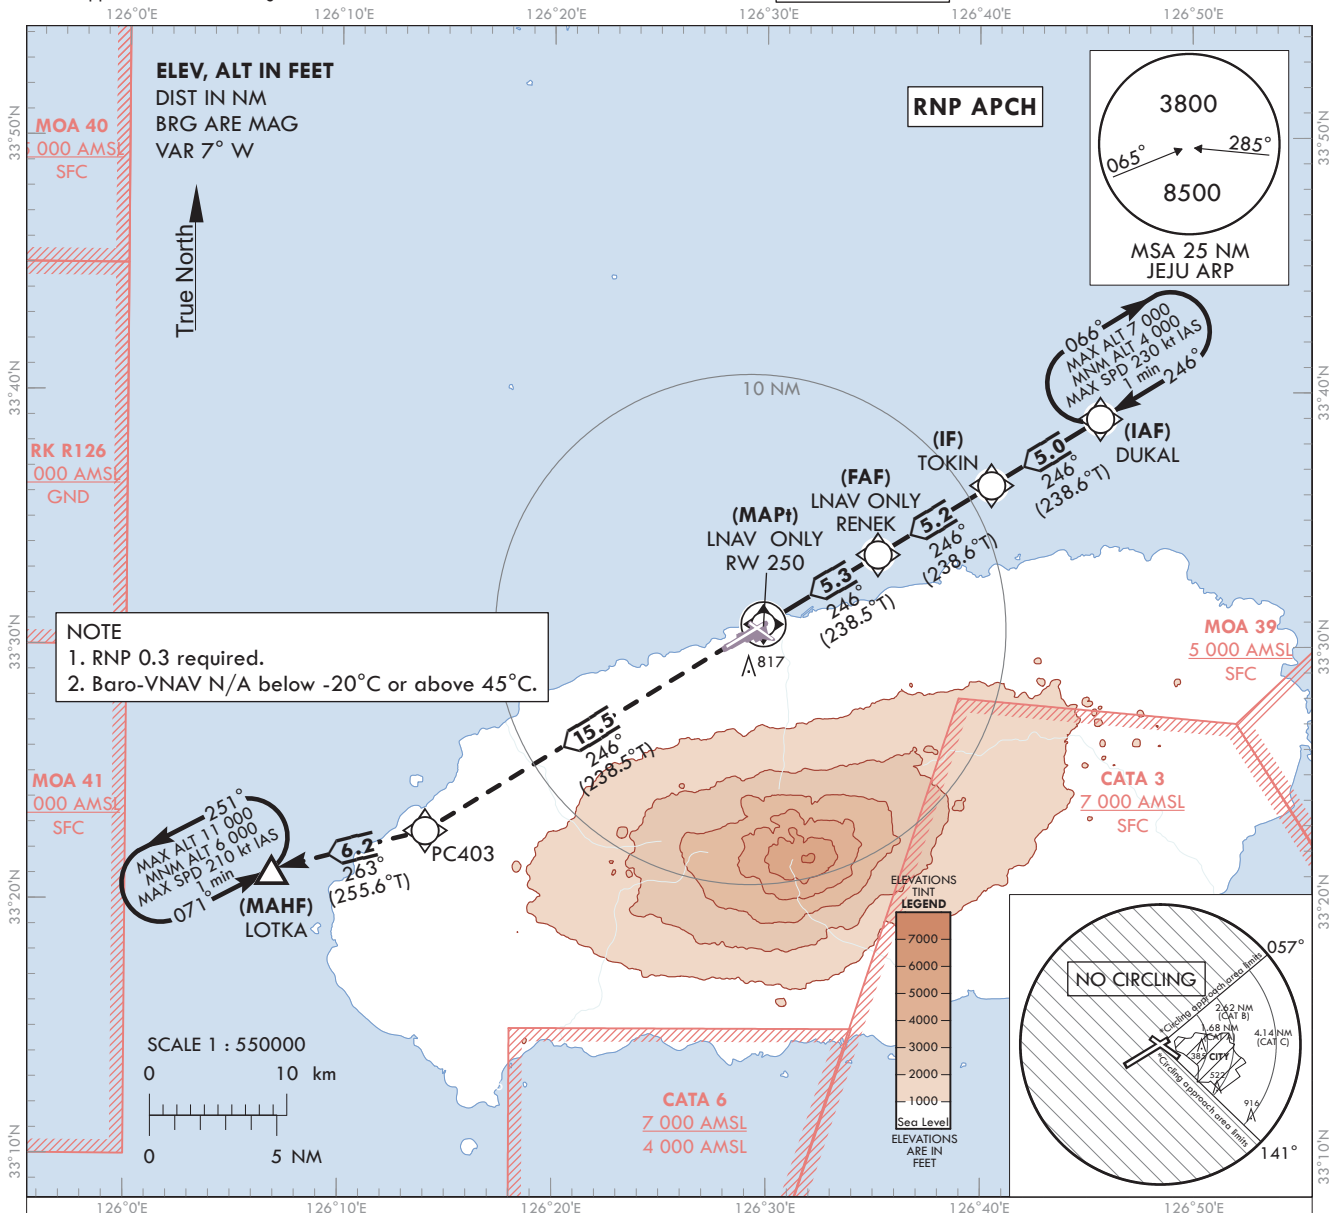 126°0'E
126°10'E
126°20'E
126°30'E
126°40'E
126°50'E
ELEV, ALT IN FEET
DIST IN NM
BRG ARE MAG
VAR 7° W
True North
RNP APCH
3800
065°
285°
8500
MSA 25 NM
JEJU ARP
33°50'N
33°50'N
MOA 40
000 AMSL
SFC
33°40'N
33°40'N
066°
MAX ALT 7 000
MNM ALT 4 000
MAX SPD 230 kt IAS
1 min
246°
10 NM
(IAF)
DUKAL
5.0
246°
(238.6°T)
(IF)
TOKIN
5.2
246°
(238.6°T)
(FAF)
LNAV ONLY
RENEK
5.3
246°
(238.5°T)
(MAPt)
LNAV ONLY
RW 250
RK R126
000 AMSL
GND
33°30'N
33°30'N
NOTE
1. RNP 0.3 required.
2. Baro-VNAV N/A below -20°C or above 45°C.
817
MOA 39
5 000 AMSL
SFC
15.5
246°
(238.5°T)
MOA 41
000 AMSL
SFC
CATA 3
7 000 AMSL
SFC
251°
MAX ALT 11 000
MNM ALT 6 000
MAX SPD 210 kt IAS
1 min
071°
6.2
263°
(255.6°T)
PC403
(MAHF)
LOTKA
33°20'N
33°20'N
ELEVATIONS
TINT
LEGEND
7000
6000
5000
4000
3000
2000
1000
Sea Level
ELEVATIONS
ARE IN
FEET
NO CIRCLING
057°
*Circling approach area limits
2.62 NM
(CAT B)
1.68 NM
(CAT A)
4.14 NM
(CAT C)
385
CITY
522
916
*Circling approach area limits
141°
SCALE 1 : 550000
0 10 km
0 5 NM
CATA 6
7 000 AMSL
4 000 AMSL
33°10'N
33°10'N
126°0'E
126°10'E
126°20'E
126°30'E
126°40'E
126°50'E